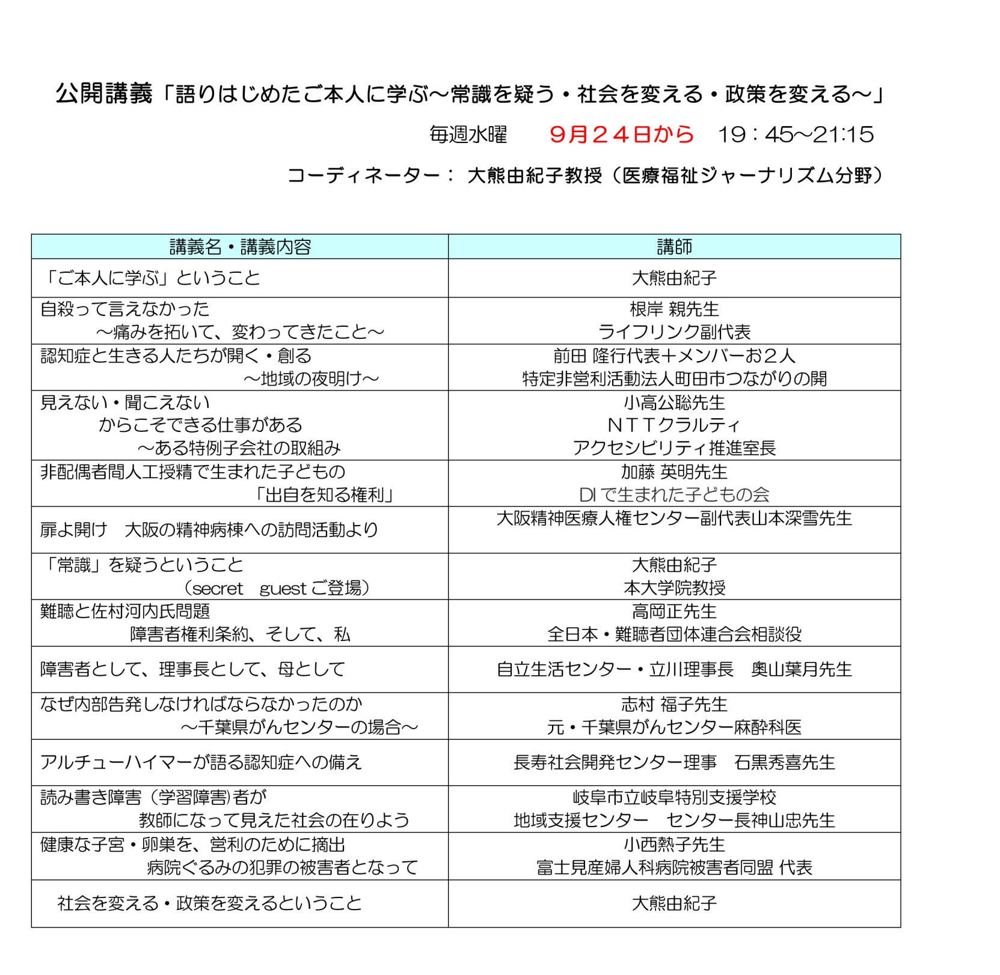 公開講義「語りはじめたご本人に学ぶ～常識を疑う・社会を変える・政策を変える～」
毎週水曜　　９月２４日から　19：45～21:15
コーディネーター： 大熊由紀子教授（医療福祉ジャーナリズム分野）
講義名・講義内容
講師
「ご本人に学ぶ」ということ
大熊由紀子
自殺って言えなかった
～痛みを拓いて、変わってきたこと～
根岸 親先生
ライフリンク副代表
認知症と生きる人たちが開く・創る
～地域の夜明け～
前田 隆行代表＋メンバーお２人
特定非営利活動法人町田市つながりの開
見えない・聞こえない
からこそできる仕事がある
～ある特例子会社の取組み
小高公聡先生
ＮＴＴクラルティ
アクセシビリティ推進室長
非配偶者間人工授精で生まれた子どもの
「出自を知る権利」
加藤 英明先生
DI で生まれた子どもの会
扉よ開け　大阪の精神病棟への訪問活動より
大阪精神医療人権センター副代表山本深雪先生
「常識」を疑うということ
（secret　guest ご登場）
大熊由紀子
本大学院教授
難聴と佐村河内氏問題
障害者権利条約、そして、私
高岡正先生
全日本・難聴者団体連合会相談役
障害者として、理事長として、母として
自立生活センター・立川理事長　奥山葉月先生
なぜ内部告発しなければならなかったのか
～千葉県がんセンターの場合～
志村 福子先生
元・千葉県がんセンター麻酔科医
アルチューハイマーが語る認知症への備え
長寿社会開発センター理事　石黒秀喜先生
読み書き障害（学習障害)者が
教師になって見えた社会の在りよう
岐阜市立岐阜特別支援学校
地域支援センター　センター長神山忠先生
健康な子宮・卵巣を、営利のために摘出
病院ぐるみの犯罪の被害者となって
小西熱子先生
富士見産婦人科病院被害者同盟 代表
社会を変える・政策を変えるということ
大熊由紀子